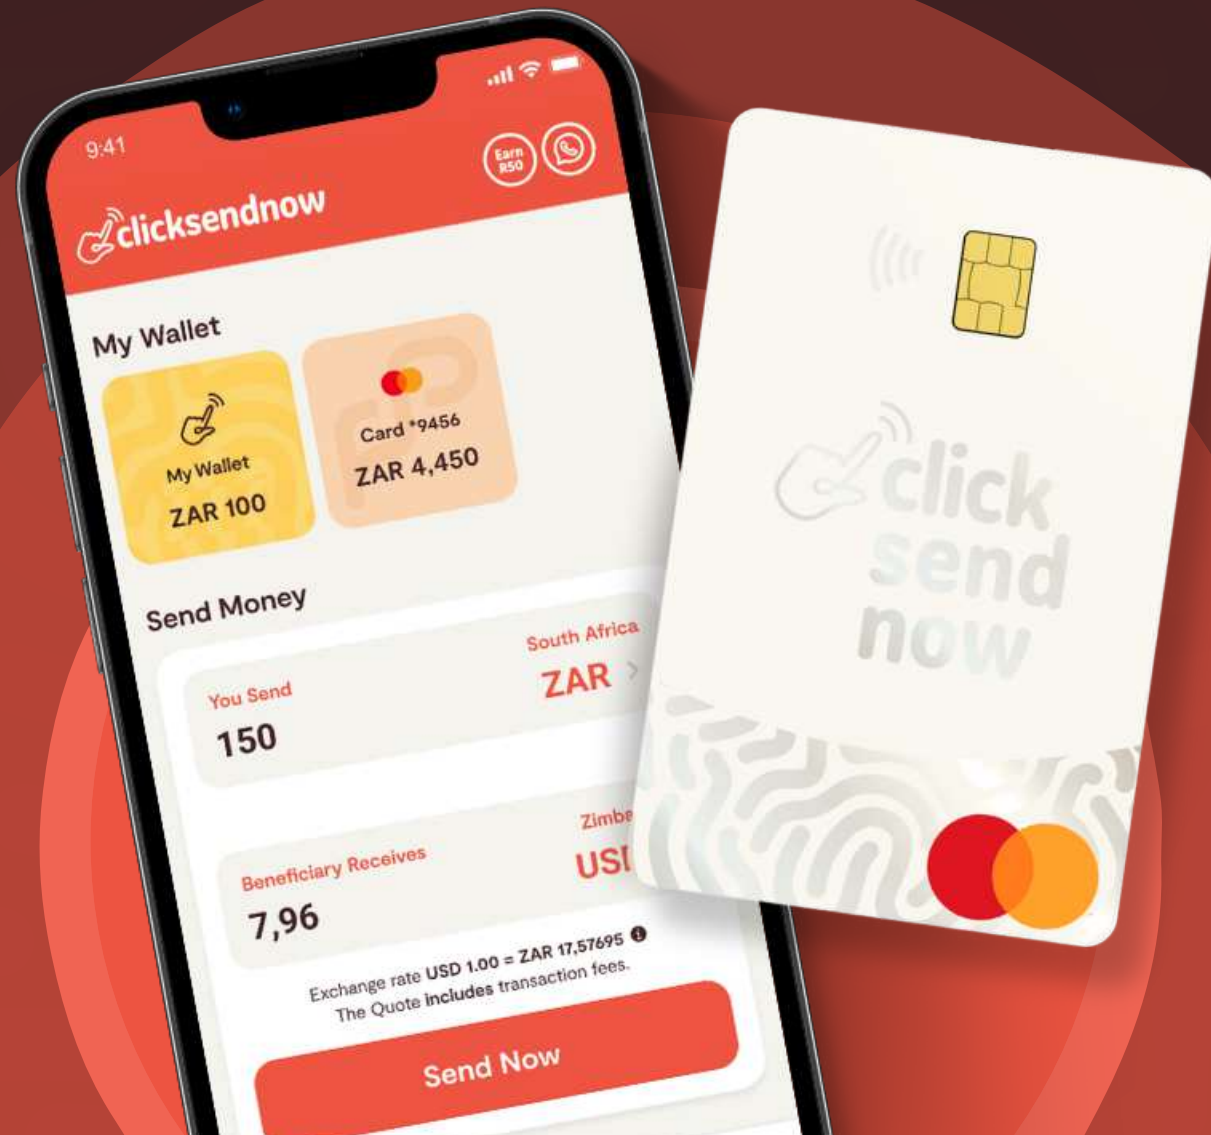 9:41
Earn
R50
clicksendnow
My Wallet
My Wallet
ZAR 100
Card *9456
ZAR 4,450
Send Money
You Send
150
South Africa
ZAR
Beneficiary Receives
7,96
Exchange rate USD 1.00 = ZAR 17,57695
The Quote includes transaction fees.
Send Now
click
send
now